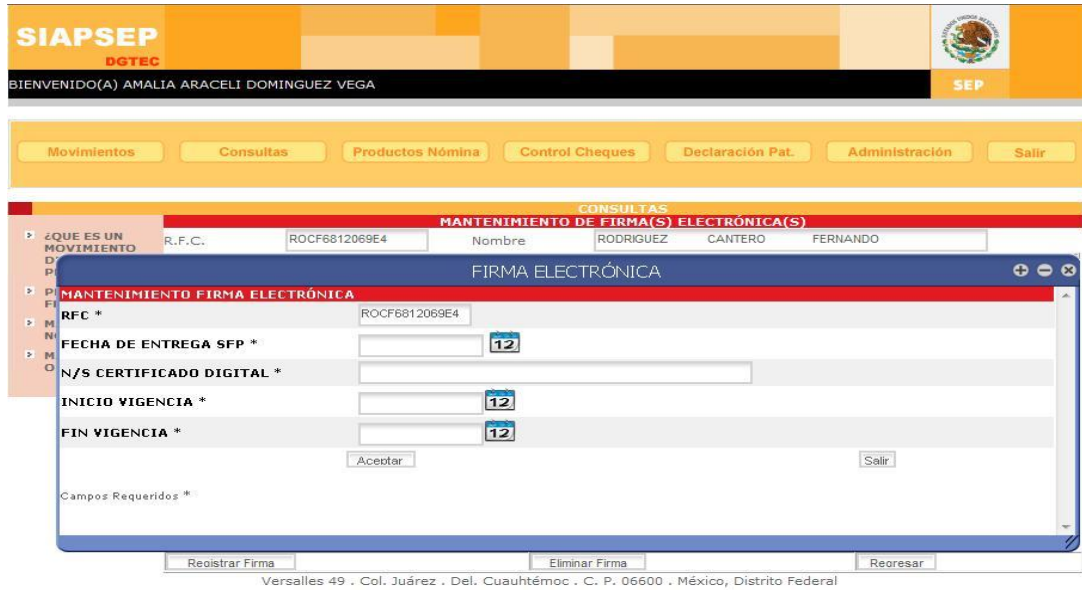 SIAPSEP
DGTEC
BIENVENIDO(A) AMALIA ARACELI DOMINGUEZ VEGA
SEP
Movimientos Consultas Productos Nómina Control Cheques Declaración Pat. Administración Salir
CONSULTAS
MANTENIMIENTO DE FIRMA(S) ELECTRÓNICA(S)
¿QUE ES UN
MOVIMIENTO
R.F.C. ROCF6812069E4 Nombre RODRIGUEZ CANTERO FERNANDO
FIRMA ELECTRÓNICA
MANTENIMIENTO FIRMA ELECTRÓNICA
RFC * ROCF6812069E4
FECHA DE ENTREGA SFP * 12
N/S CERTIFICADO DIGITAL *
INICIO VIGENCIA * 12
FIN VIGENCIA * 12
Aceptar Salir
Campos Requeridos *
Registrar Firma Eliminar Firma Regresar
Versalles 49 . Col. Juárez . Del. Cuauhtémoc . C. P. 06600 . México, Distrito Federal